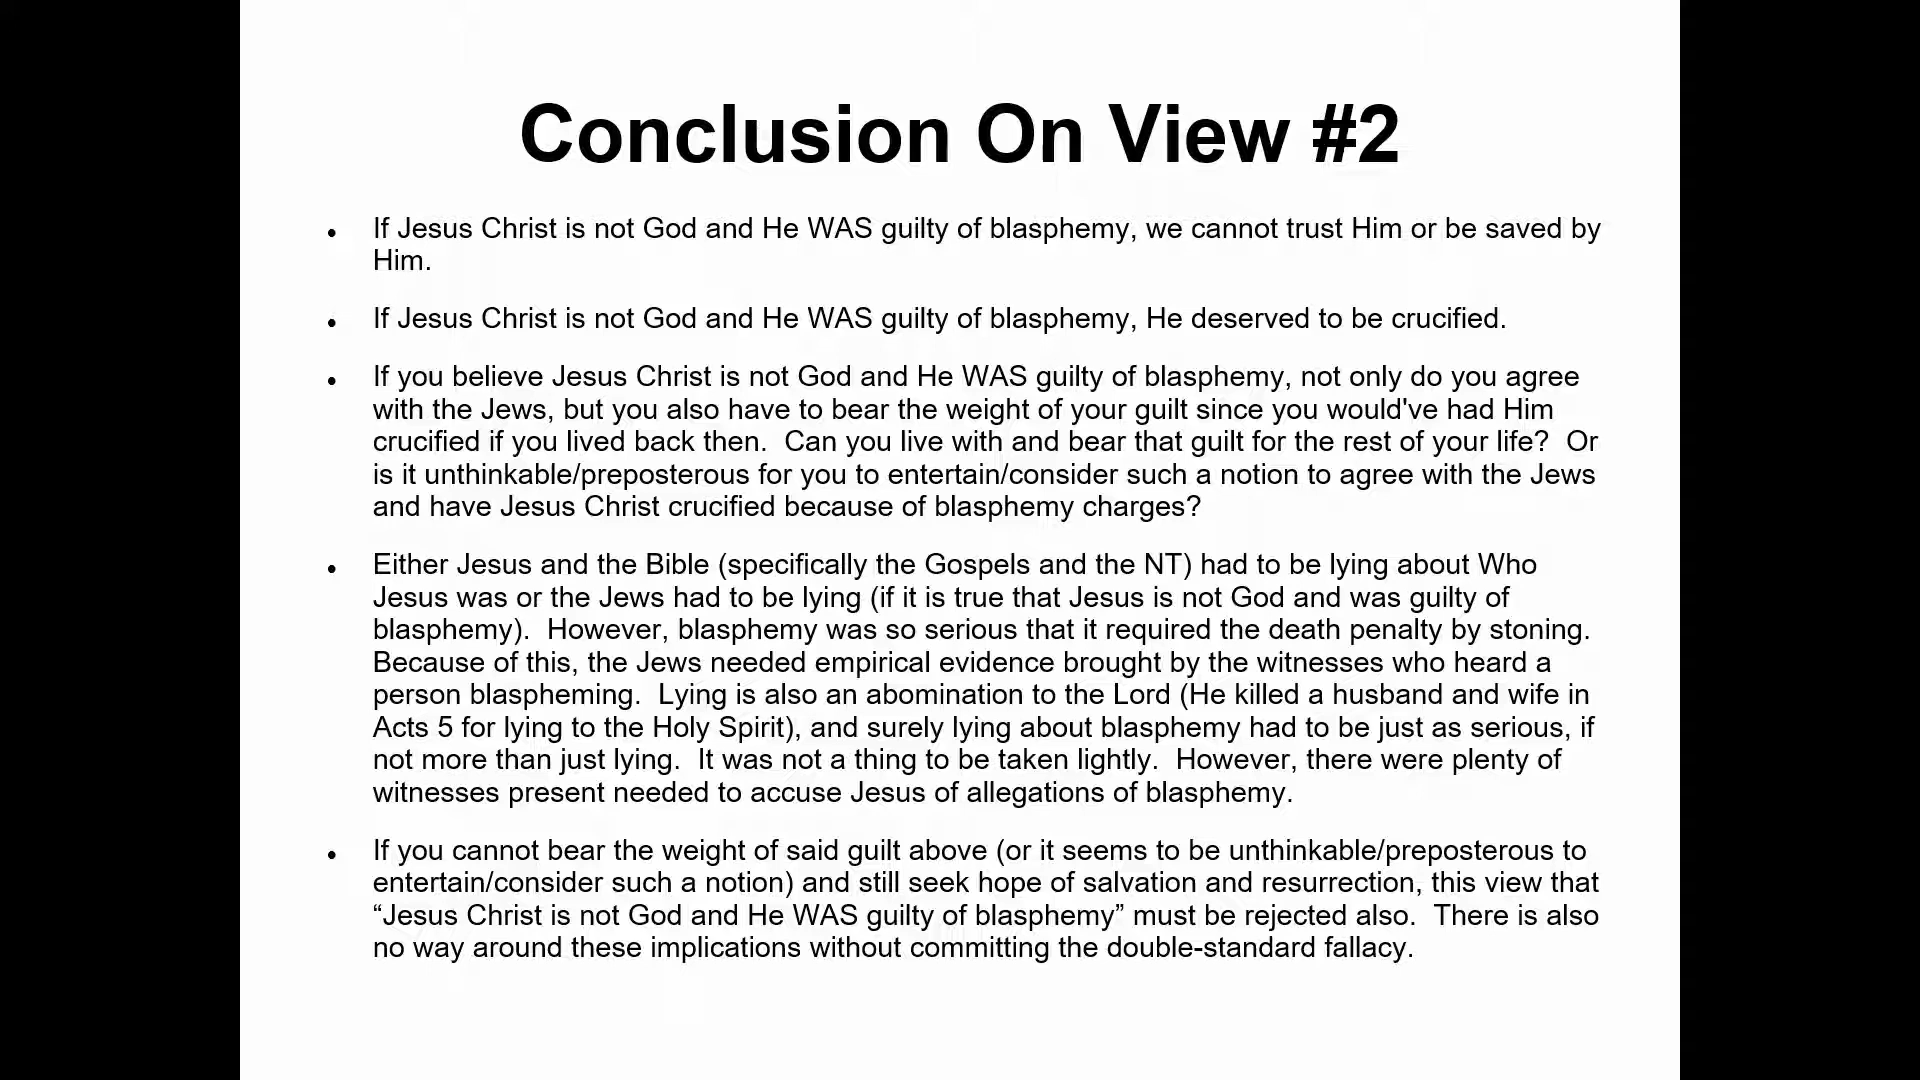 Conclusion On View #2
• If Jesus Christ is not God and He WAS guilty of blasphemy, we cannot trust Him or be saved by
Him.
• If Jesus Christ is not God and He WAS guilty of blasphemy, He deserved to be crucified.
• If you believe Jesus Christ is not God and He WAS guilty of blasphemy, not only do you agree
with the Jews, but you also have to bear the weight of your guilt since you would've had Him
crucified if you lived back then.  Can you live with and bear that guilt for the rest of your life?  Or
is it unthinkable/preposterous for you to entertain/consider such a notion to agree with the Jews
and have Jesus Christ crucified because of blasphemy charges?
• Either Jesus and the Bible (specifically the Gospels and the NT) had to be lying about Who
Jesus was or the Jews had to be lying (if it is true that Jesus is not God and was guilty of
blasphemy).  However, blasphemy was so serious that it required the death penalty by stoning.
Because of this, the Jews needed empirical evidence brought by the witnesses who heard a
person blaspheming.  Lying is also an abomination to the Lord (He killed a husband and wife in
Acts 5 for lying to the Holy Spirit), and surely lying about blasphemy had to be just as serious, if
not more than just lying.  It was not a thing to be taken lightly.  However, there were plenty of
witnesses present needed to accuse Jesus of allegations of blasphemy.
• If you cannot bear the weight of said guilt above (or it seems to be unthinkable/preposterous to
entertain/consider such a notion) and still seek hope of salvation and resurrection, this view that
“Jesus Christ is not God and He WAS guilty of blasphemy” must be rejected also.  There is also
no way around these implications without committing the double-standard fallacy.